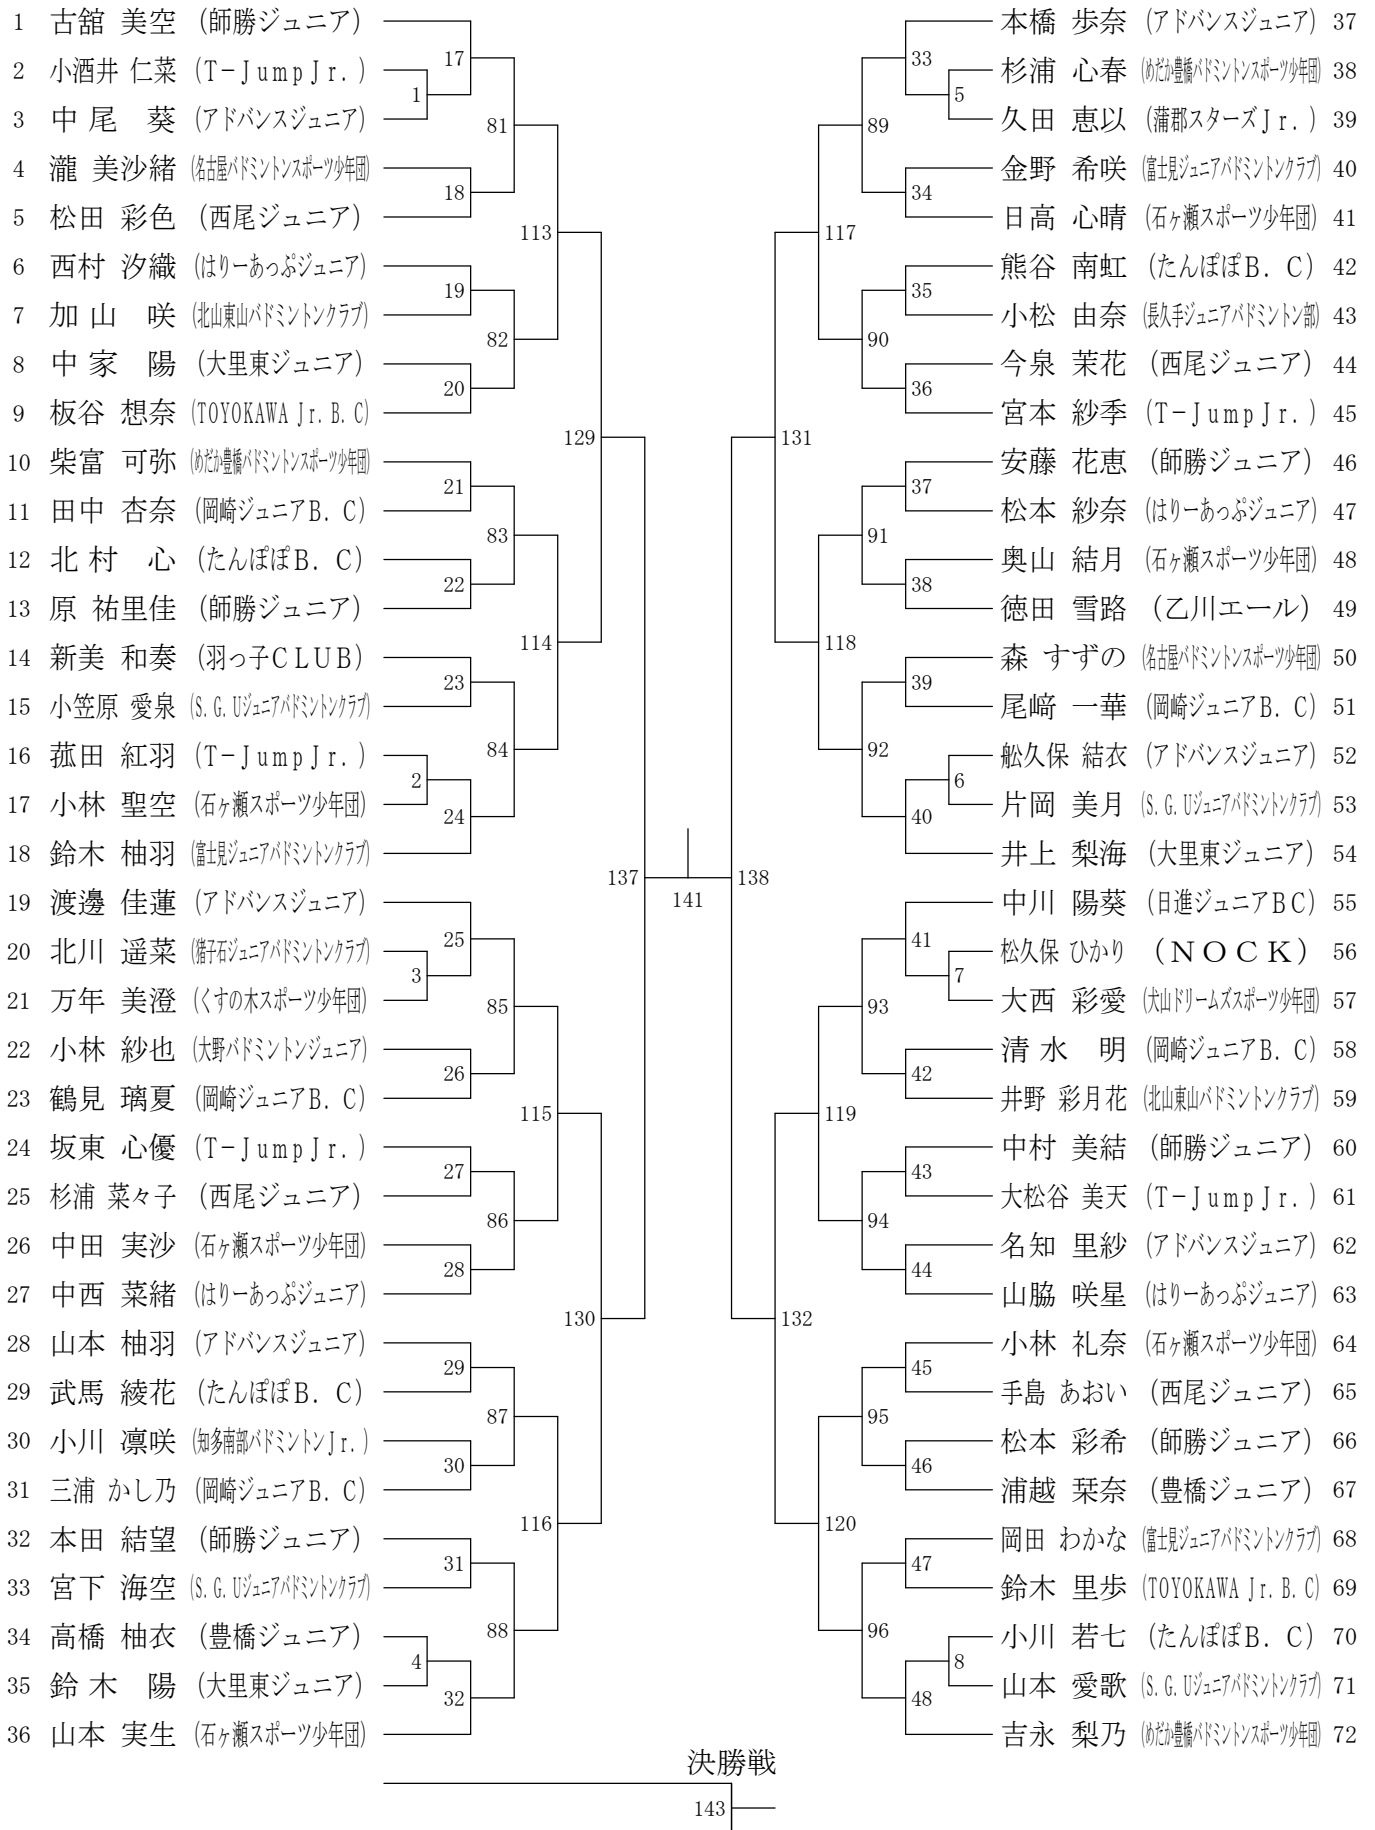 1 古舘 美空 (師勝ジュニア)
2 小酒井 仁菜 (T-JumpJr.)
3 中尾 葵 (アドバンスジュニア)
4 瀧 美沙緒 (名古屋バドミントンスポーツ少年団)
5 松田 彩色 (西尾ジュニア)
6 西村 汐織 (はりーあっぷジュニア)
7 加山 咲 (北山東山バドミントンクラブ)
8 中家 陽 (大里東ジュニア)
9 板谷 想奈 (TOYOKAWA Jr.B.C)
10 柴富 可弥 (めだか豊橋バドミントンスポーツ少年団)
11 田中 杏奈 (岡崎ジュニアB.C)
12 北村 心 (たんぽぽB.C)
13 原 祐里佳 (師勝ジュニア)
14 新美 和奏 (羽っ子CLUB)
15 小笠原 愛泉 (S.G.Uジュニアバドミントンクラブ)
16 菰田 紅羽 (T-JumpJr.)
17 小林 聖空 (石ヶ瀬スポーツ少年団)
18 鈴木 柚羽 (富士見ジュニアバドミントンクラブ)
19 渡邊 佳蓮 (アドバンスジュニア)
20 北川 遥菜 (猪子石ジュニアバドミントンクラブ)
21 万年 美澄 (くすの木スポーツ少年団)
22 小林 紗也 (大野バドミントンジュニア)
23 鶴見 璃夏 (岡崎ジュニアB.C)
24 坂東 心優 (T-JumpJr.)
25 杉浦 菜々子 (西尾ジュニア)
26 中田 実沙 (石ヶ瀬スポーツ少年団)
27 中西 菜緒 (はりーあっぷジュニア)
28 山本 柚羽 (アドバンスジュニア)
29 武馬 綾花 (たんぽぽB.C)
30 小川 凛咲 (知多南部バドミントンJr.)
31 三浦 かし乃 (岡崎ジュニアB.C)
32 本田 結望 (師勝ジュニア)
33 宮下 海空 (S.G.Uジュニアバドミントンクラブ)
34 高橋 柚衣 (豊橋ジュニア)
35 鈴木 陽 (大里東ジュニア)
36 山本 実生 (石ヶ瀬スポーツ少年団)
1
2
3
4
17
18
19
20
21
22
23
24
25
26
27
28
29
30
31
32
81
82
83
84
85
86
87
88
113
114
115
116
129
130
137
141
138
131
132
117
118
119
120
89
90
91
92
93
94
95
96
33
34
35
36
37
38
39
40
41
42
43
44
45
46
47
48
5
6
7
8
本橋 歩奈 (アドバンスジュニア) 37
杉浦 心春 (めだか豊橋バドミントンスポーツ少年団) 38
久田 恵以 (蒲郡スターズJr.) 39
金野 希咲 (富士見ジュニアバドミントンクラブ) 40
日高 心晴 (石ヶ瀬スポーツ少年団) 41
熊谷 南虹 (たんぽぽB.C) 42
小松 由奈 (長久手ジュニアバドミントン部) 43
今泉 茉花 (西尾ジュニア) 44
宮本 紗季 (T-JumpJr.) 45
安藤 花恵 (師勝ジュニア) 46
松本 紗奈 (はりーあっぷジュニア) 47
奥山 結月 (石ヶ瀬スポーツ少年団) 48
徳田 雪路 (乙川エール) 49
森 すずの (名古屋バドミントンスポーツ少年団) 50
尾﨑 一華 (岡崎ジュニアB.C) 51
舩久保 結衣 (アドバンスジュニア) 52
片岡 美月 (S.G.Uジュニアバドミントンクラブ) 53
井上 梨海 (大里東ジュニア) 54
中川 陽葵 (日進ジュニアBC) 55
松久保 ひかり (NOCK) 56
大西 彩愛 (犬山ドリームズスポーツ少年団) 57
清水 明 (岡崎ジュニアB.C) 58
井野 彩月花 (北山東山バドミントンクラブ) 59
中村 美結 (師勝ジュニア) 60
大松谷 美天 (T-JumpJr.) 61
名知 里紗 (アドバンスジュニア) 62
山脇 咲星 (はりーあっぷジュニア) 63
小林 礼奈 (石ヶ瀬スポーツ少年団) 64
手島 あおい (西尾ジュニア) 65
松本 彩希 (師勝ジュニア) 66
浦越 栞奈 (豊橋ジュニア) 67
岡田 わかな (富士見ジュニアバドミントンクラブ) 68
鈴木 里歩 (TOYOKAWA Jr.B.C) 69
小川 若七 (たんぽぽB.C) 70
山本 愛歌 (S.G.Uジュニアバドミントンクラブ) 71
吉永 梨乃 (めだか豊橋バドミントンスポーツ少年団) 72
決勝戦
143